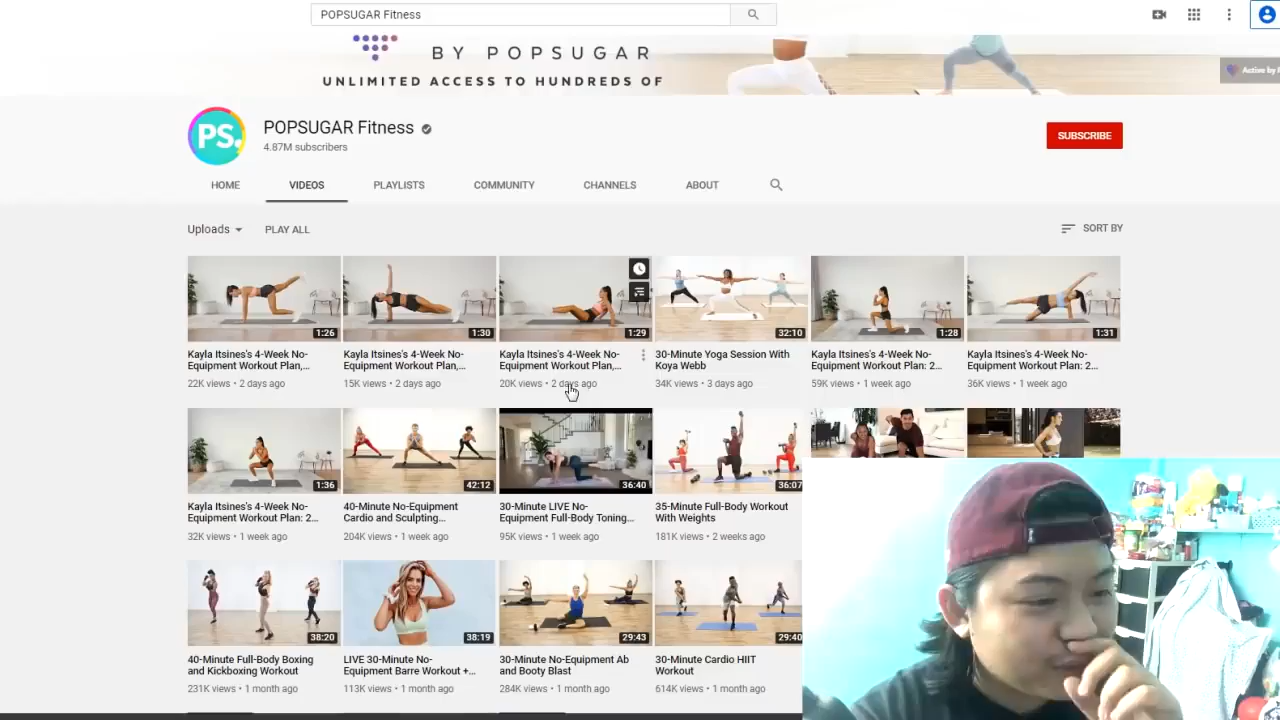 POPSUGAR Fitness
BY POPSUGAR
UNLIMITED ACCESS TO HUNDREDS OF
Active by
PS.
POPSUGAR Fitness
4.87M subscribers
SUBSCRIBE
HOME VIDEOS PLAYLISTS COMMUNITY CHANNELS ABOUT
Uploads PLAY ALL SORT BY
1:26 1:30 1:29 32:10 1:28 1:31
Kayla Itsines's 4-Week No- Kayla Itsines's 4-Week No- Kayla Itsines's 4-Week No- 30-Minute Yoga Session With Kayla Itsines's 4-Week No- Kayla Itsines's 4-Week No-
Equipment Workout Plan,... Equipment Workout Plan,... Equipment Workout Plan,... Koya Webb Equipment Workout Plan: 2... Equipment Workout Plan: 2...
22K views • 2 days ago 15K views • 2 days ago 20K views • 2 days ago 34K views • 3 days ago 59K views • 1 week ago 36K views • 1 week ago
1:36 42:12 36:40 36:07
Kayla Itsines's 4-Week No- 40-Minute No-Equipment 30-Minute LIVE No- 35-Minute Full-Body Workout
Equipment Workout Plan: 2... Cardio and Sculpting... Equipment Full-Body Toning... With Weights
32K views • 1 week ago 204K views • 1 week ago 95K views • 1 week ago 181K views • 2 weeks ago
38:20 38:19 29:43 29:40
40-Minute Full-Body Boxing LIVE 30-Minute No- 30-Minute No-Equipment Ab 30-Minute Cardio HIIT
and Kickboxing Workout Equipment Barre Workout +... and Booty Blast Workout
231K views • 1 month ago 113K views • 1 month ago 284K views • 1 month ago 614K views • 1 month ago